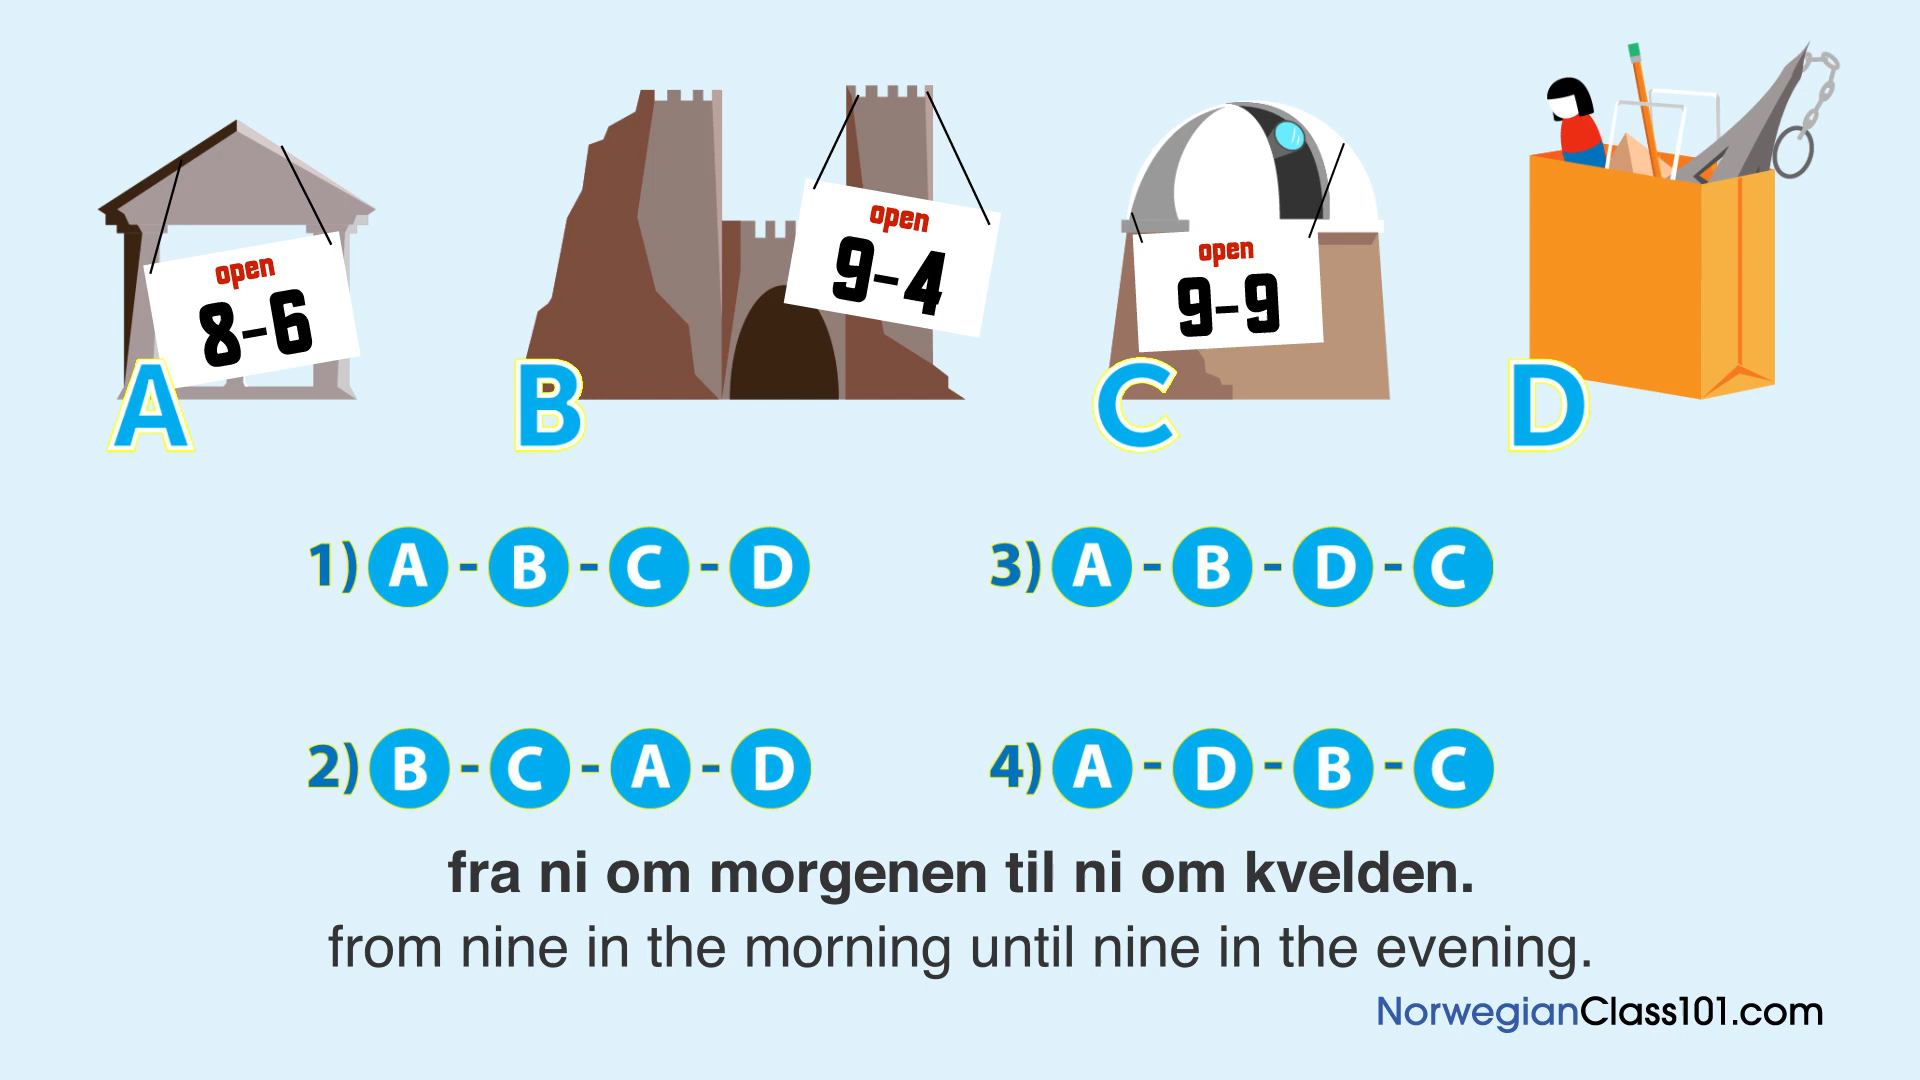 open
8-6
open
9-4
open
9-9
A
B
C
D
1) A - B - C - D
3) A - B - D - C
2) B - C - A - D
4) A - D - B - C
fra ni om morgenen til ni om kvelden.
from nine in the morning until nine in the evening.
NorwegianClass101.com